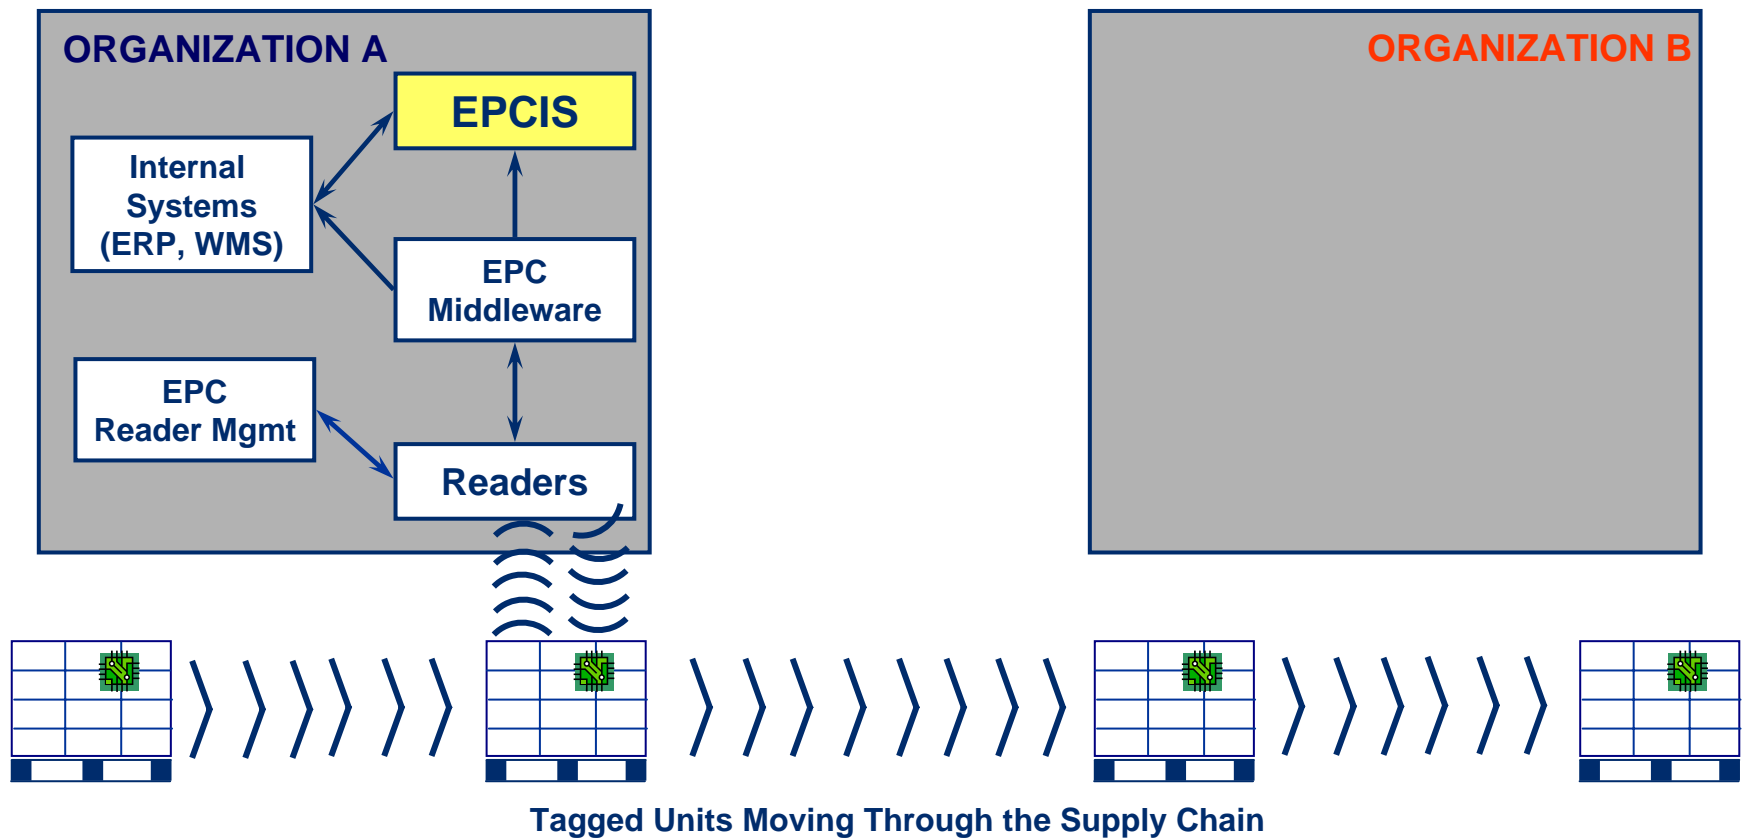 ORGANIZATION A
EPCIS
Internal
Systems
(ERP, WMS)
EPC
Middleware
EPC
Reader Mgmt
Readers
ORGANIZATION B
Tagged Units Moving Through the Supply Chain